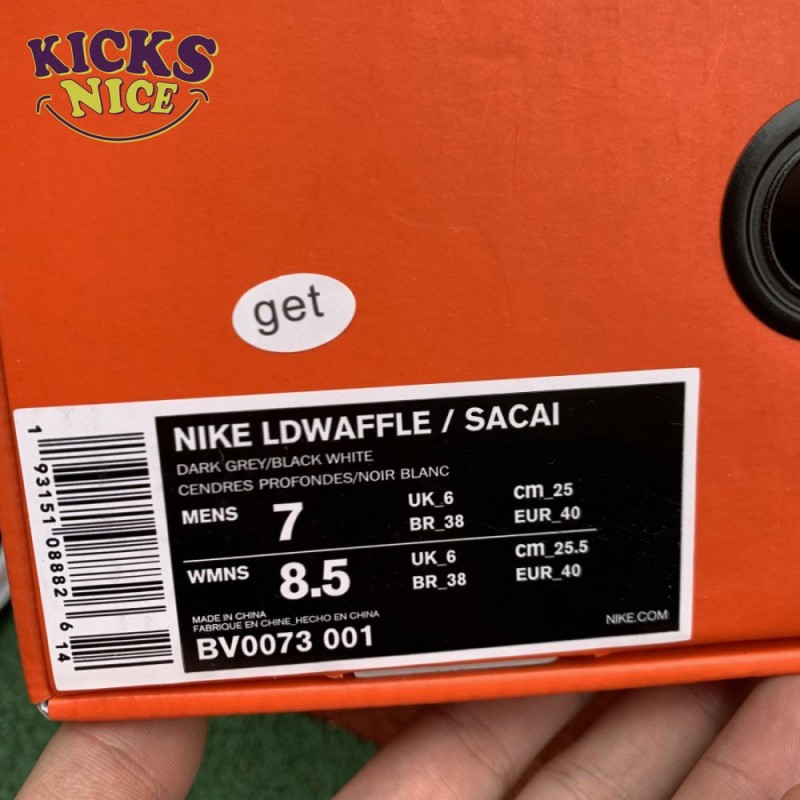 KICKS
NICE
get
NIKE LDWAFFLE / SACAI
DARK GREY/BLACK WHITE
CENDRES PROFONDES/NOIR BLANC
MENS 7 UK_6 cm_25
BR_38 EUR_40
WMNS 8.5 UK_6 cm_25.5
BR_38 EUR_40
MADE IN CHINA
FABRIQUE EN CHINE_HECHO EN CHINA
BV0073 001
NIKE.COM
1 93151 08882 6 14